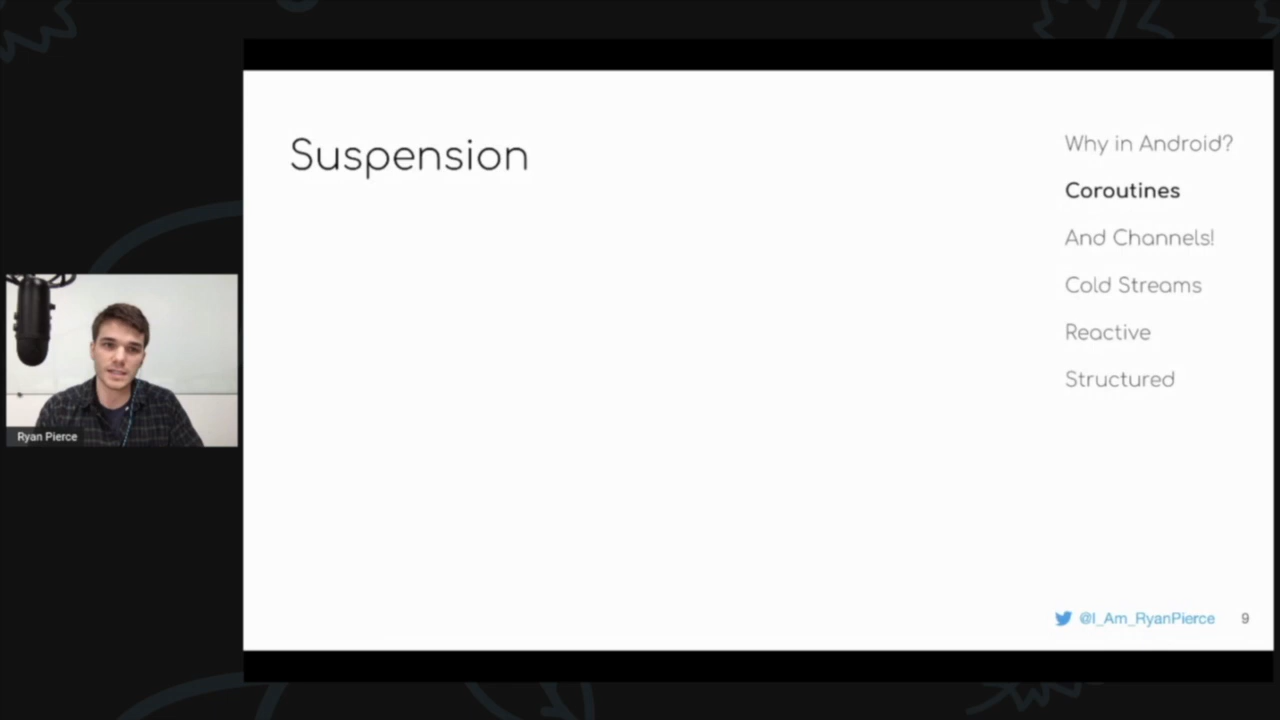 Suspension
Why in Android?
Coroutines
And Channels!
Cold Streams
Reactive
Structured
Ryan Pierce
@I_Am_RyanPierce 9